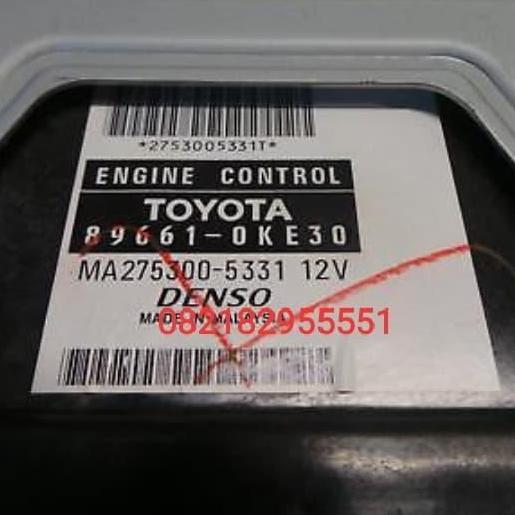 *2753005331T*
ENGINE CONTROL
TOYOTA
89661-0KE30
MA275300-5331 12V
DENSO
MADE IN MALAYSIA
082182955551